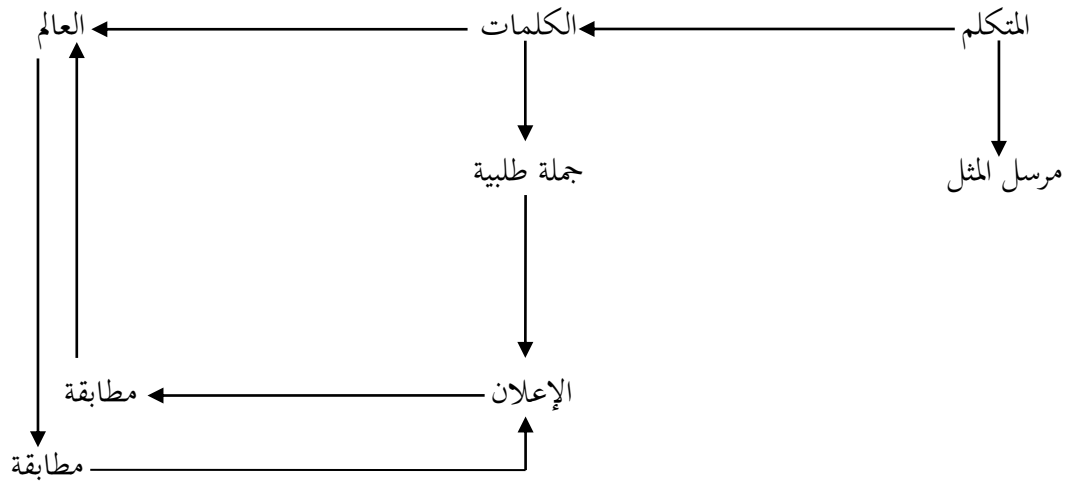 المتكلم الكلمات العالم
مرسل المثل جملة طلبية
الإعلان مطابقة
مطابقة